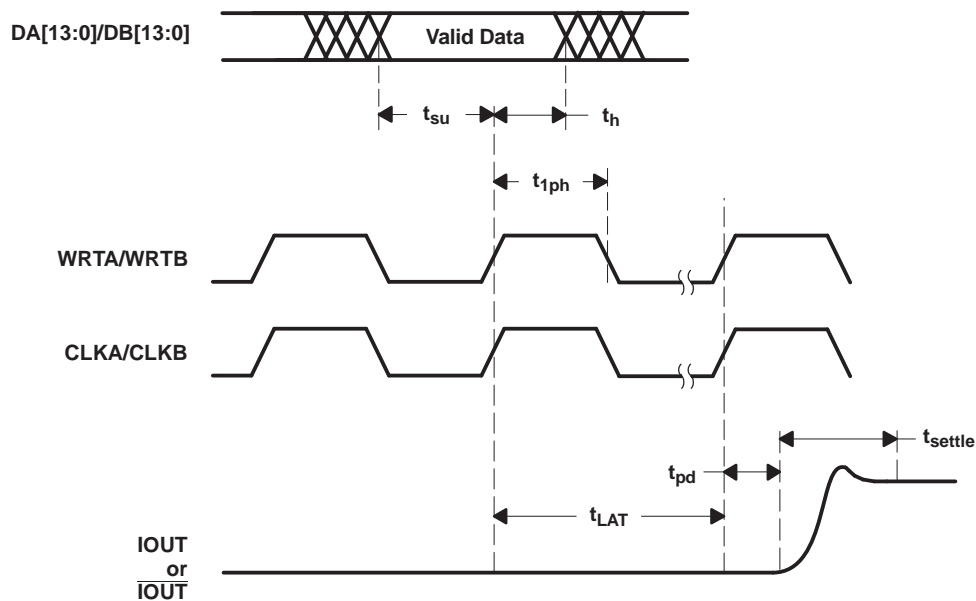 DA[13:0]/DB[13:0]
Valid Data
tsu
th
t1ph
WRTA/WRTB
CLKA/CLKB
tsettle
tpd
tLAT
IOUT
or
IOUT